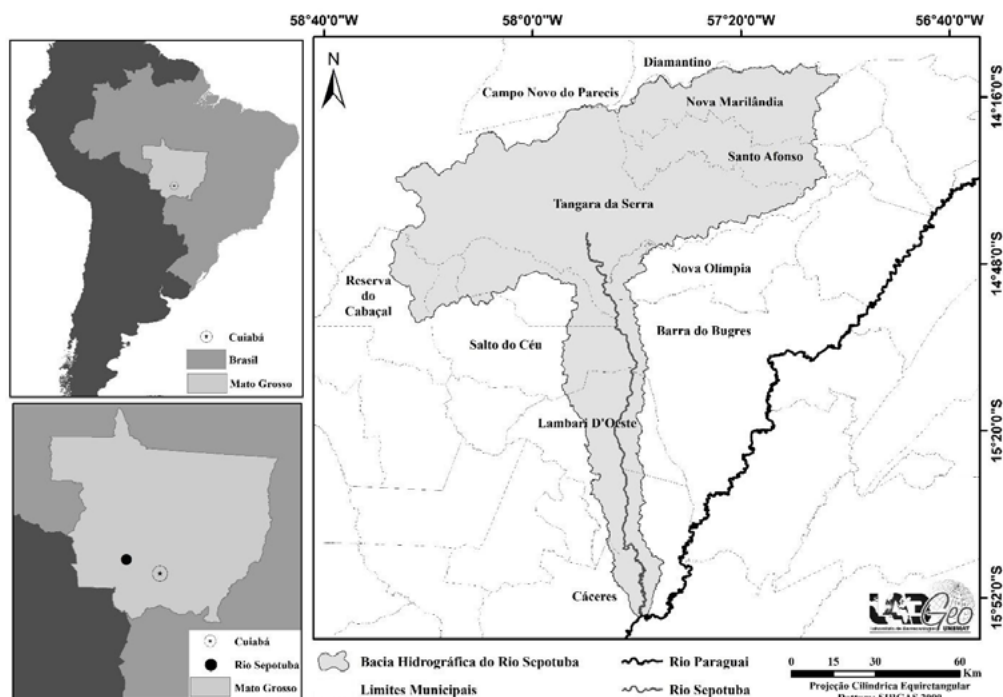 58°40'0"W 58°0'0"W 57°20'0"W 56°40'0"W
N
Diamantino
Campo Novo do Parecis
Nova Marilândia
Santo Afonso
Tangara da Serra
Nova Olímpia
Reserva
do
Cabaçal
Salto do Céu
Barra do Bugres
Lambari D'Oeste
Cáceres
14°16'0"S
14°48'0"S
15°20'0"S
15°52'0"S
Cuiabá
Brasil
Mato Grosso
Cuiabá
Rio Sepotuba
Mato Grosso
Geo
UNEMAT
Bacia Hidrográfica do Rio Sepotuba
Limites Municipais
Rio Paraguai
Rio Sepotuba
0 15 30 60
Km
Projeção Cilíndrica Equiretangular